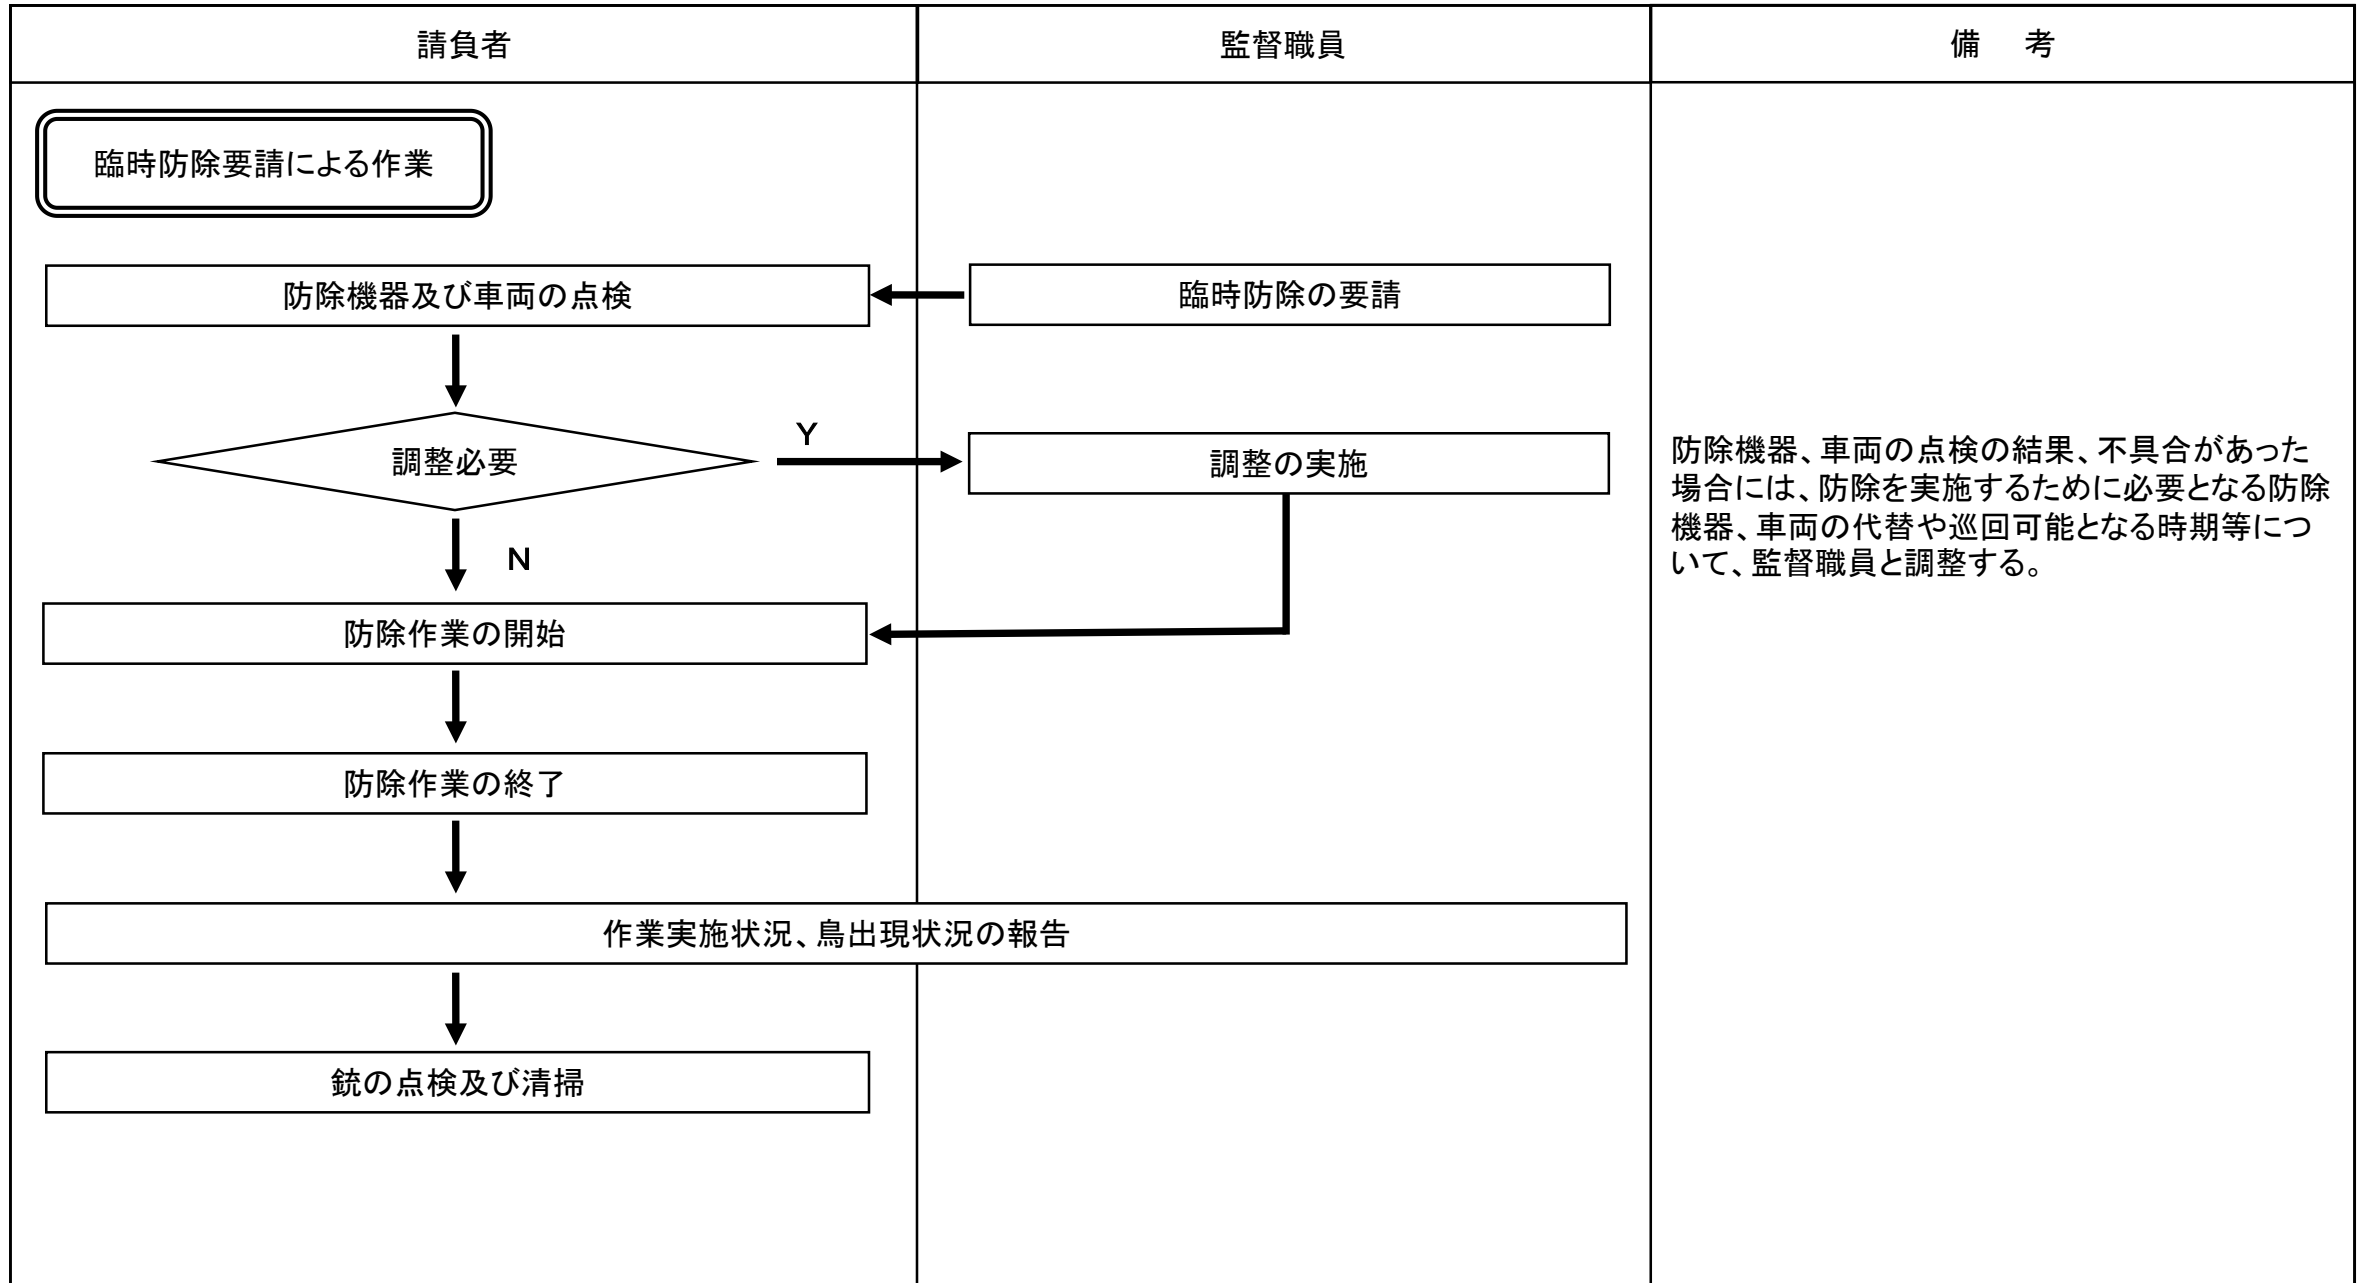 請負者
監督職員
備　考
臨時防除要請による作業
防除機器及び車両の点検
臨時防除の要請
調整必要
Y
調整の実施
防除機器、車両の点検の結果、不具合があった
場合には、防除を実施するために必要となる防除
機器、車両の代替や巡回可能となる時期等につ
いて、監督職員と調整する。
N
防除作業の開始
防除作業の終了
作業実施状況、鳥出現状況の報告
銃の点検及び清掃